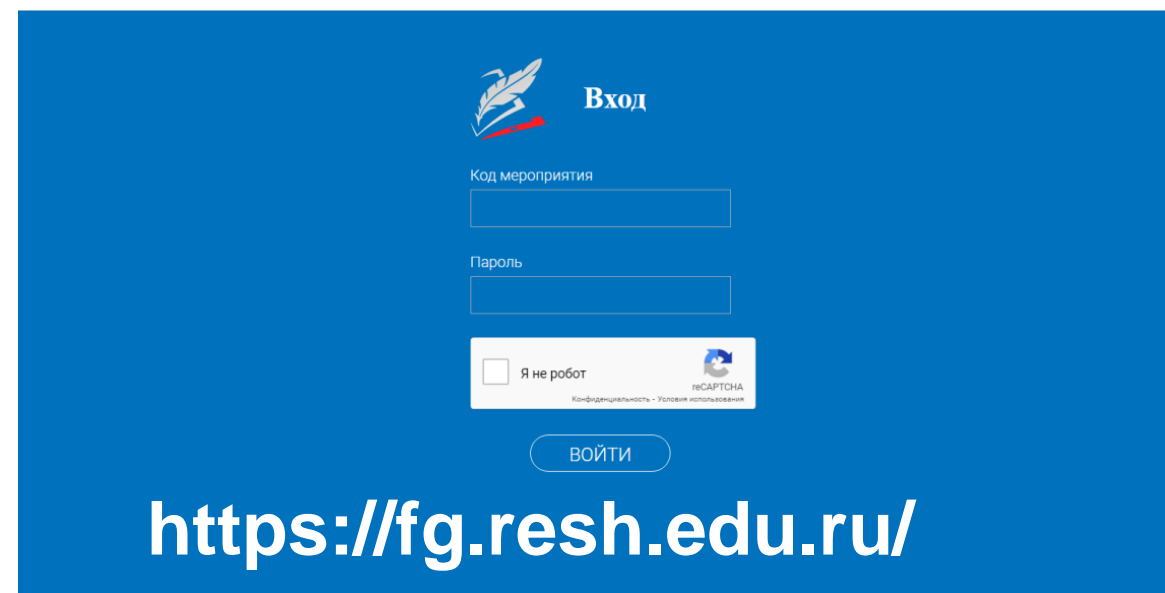 Вход
Код мероприятия
Пароль
Я не робот
reCAPTCHA
Конфиденциальность - Условия использования
ВОЙТИ
https://fg.resh.edu.ru/